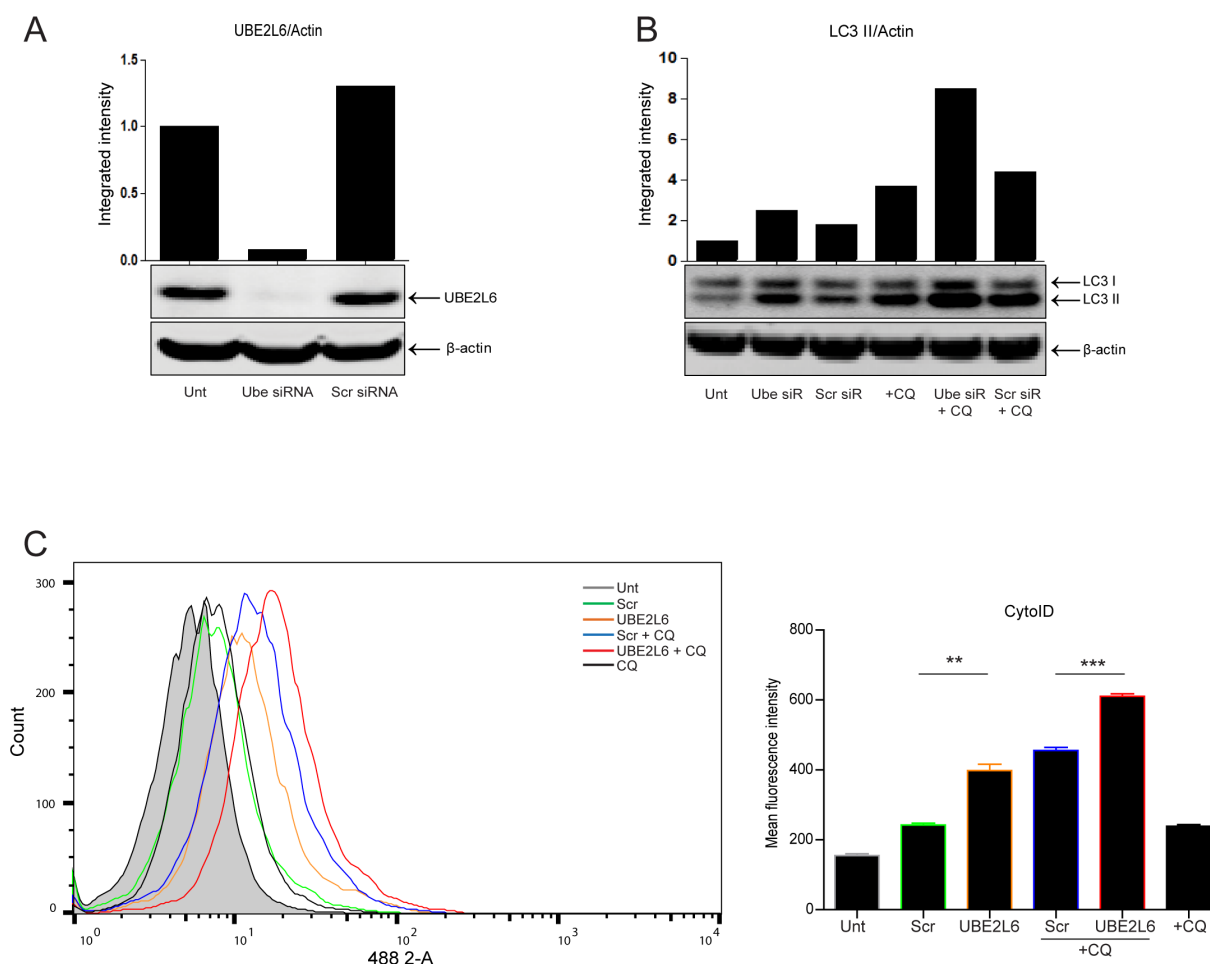 A
UBE2L6/Actin
Integrated intensity
1.5
1.0
0.5
0.0
UBE2L6
β-actin
Unt Ube siRNA Scr siRNA
B
LC3 II/Actin
Integrated intensity
10
8
6
4
2
0
LC3 I
LC3 II
β-actin
Unt Ube siR Scr siR +CQ Ube siR + CQ Scr siR + CQ
C
Count
300
200
100
0
10⁰ 10¹ 10² 10³ 10⁴
488 2-A
Unt
Scr
UBE2L6
Scr + CQ
UBE2L6 + CQ
CQ
CytoID
Mean fluorescence intensity
800
600
400
200
0
** ***
Unt Scr UBE2L6 Scr UBE2L6 +CQ
+CQ